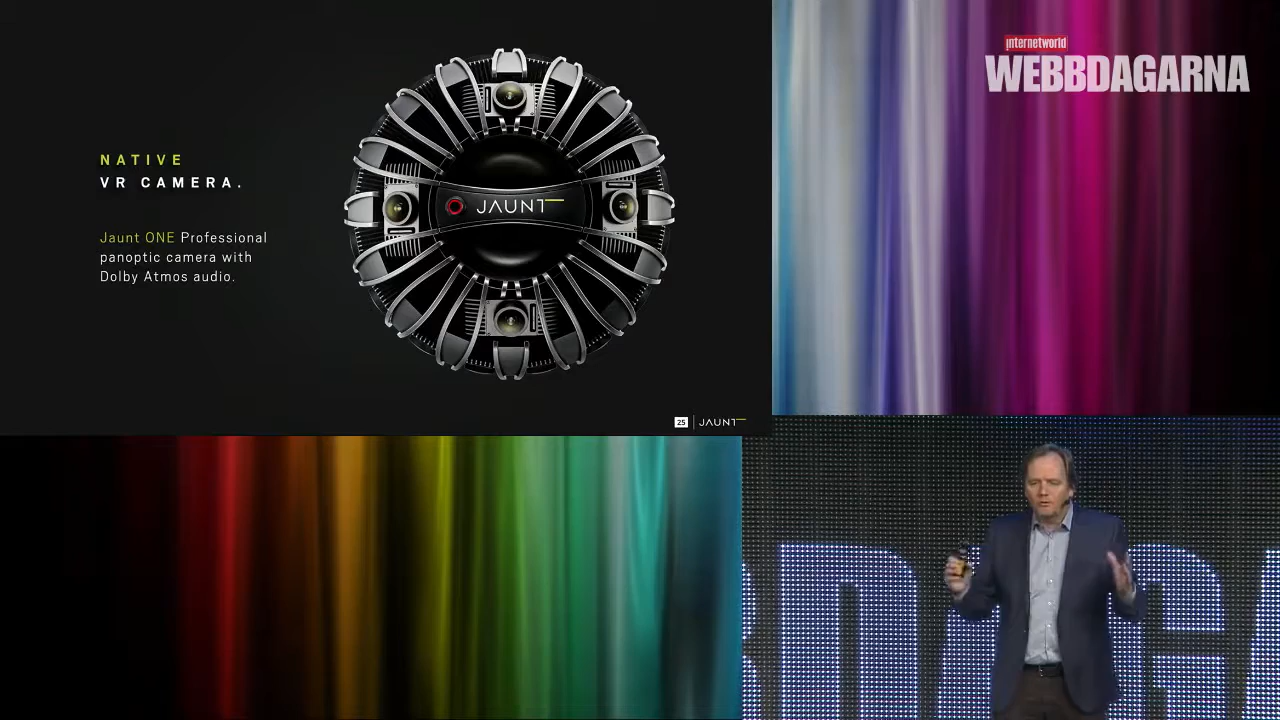 NATIVE
VR CAMERA.
Jaunt ONE Professional
panoptic camera with
Dolby Atmos audio.
JAUNT
25 JAUNT
internetworld
WEBBDAGARNA